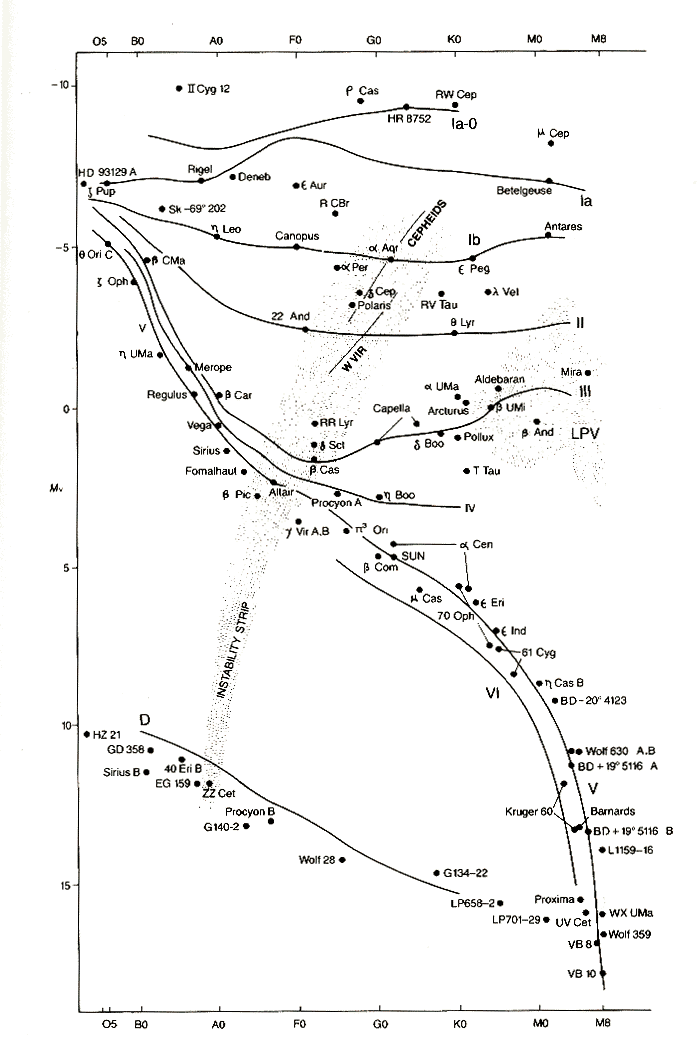 O5 B0 A0 F0 G0 K0 M0 M8
-10
II Cyg 12
ρ Cas
RW Cep
HR 8752
Ia-0
μ Cep
HD 93129 A
Rigel
Deneb
ζ Pup
ϵ Aur
Betelgeuse
Ia
Sk -69° 202
R CBr
CEPHEIDS
η Leo
Canopus
α Aqr
Ib
Antares
-5
θ Ori C
β CMa
α Per
ϵ Peg
ζ Oph
δ Cep
Polaris
RV Tau
λ Vel
V
22 And
θ Lyr
II
η UMa
Merope
W VIR
Mira
Regulus
β Car
α UMa
Aldebaran
III
0
Capella
Arcturus
β UMi
Vega
RR Lyr
β And
LPV
Sirius
δ Sct
δ Boo
Pollux
Fomalhaut
β Cas
T Tau
β Pic
Altair
Procyon A
η Boo
IV
Mv
γ Vir A,B
π³ Ori
α Cen
SUN
5
β Com
μ Cas
ϵ Eri
70 Oph
ϵ Ind
61 Cyg
INSTABILITY STRIP
VI
η Cas B
BD -20° 4123
D
10
HZ 21
GD 358
Wolf 630 A,B
Sirius B
40 Eri B
BD + 19° 5116 A
EG 159
ZZ Cet
V
Procyon B
Kruger 60
Barnards
G140-2
BD + 19° 5116 B
L1159-16
Wolf 28
G134-22
15
LP658-2
Proxima
LP701-29
UV Cet
WX UMa
Wolf 359
VB 8
VB 10
O5 B0 A0 F0 G0 K0 M0 M8